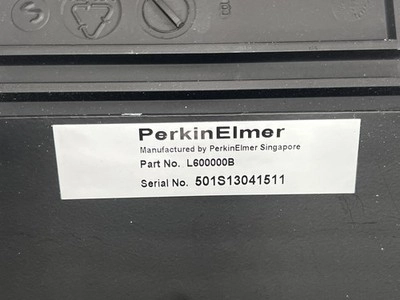 PerkinElmer
Manufactured by PerkinElmer Singapore
Part No. L600000B
Serial No. 501S13041511